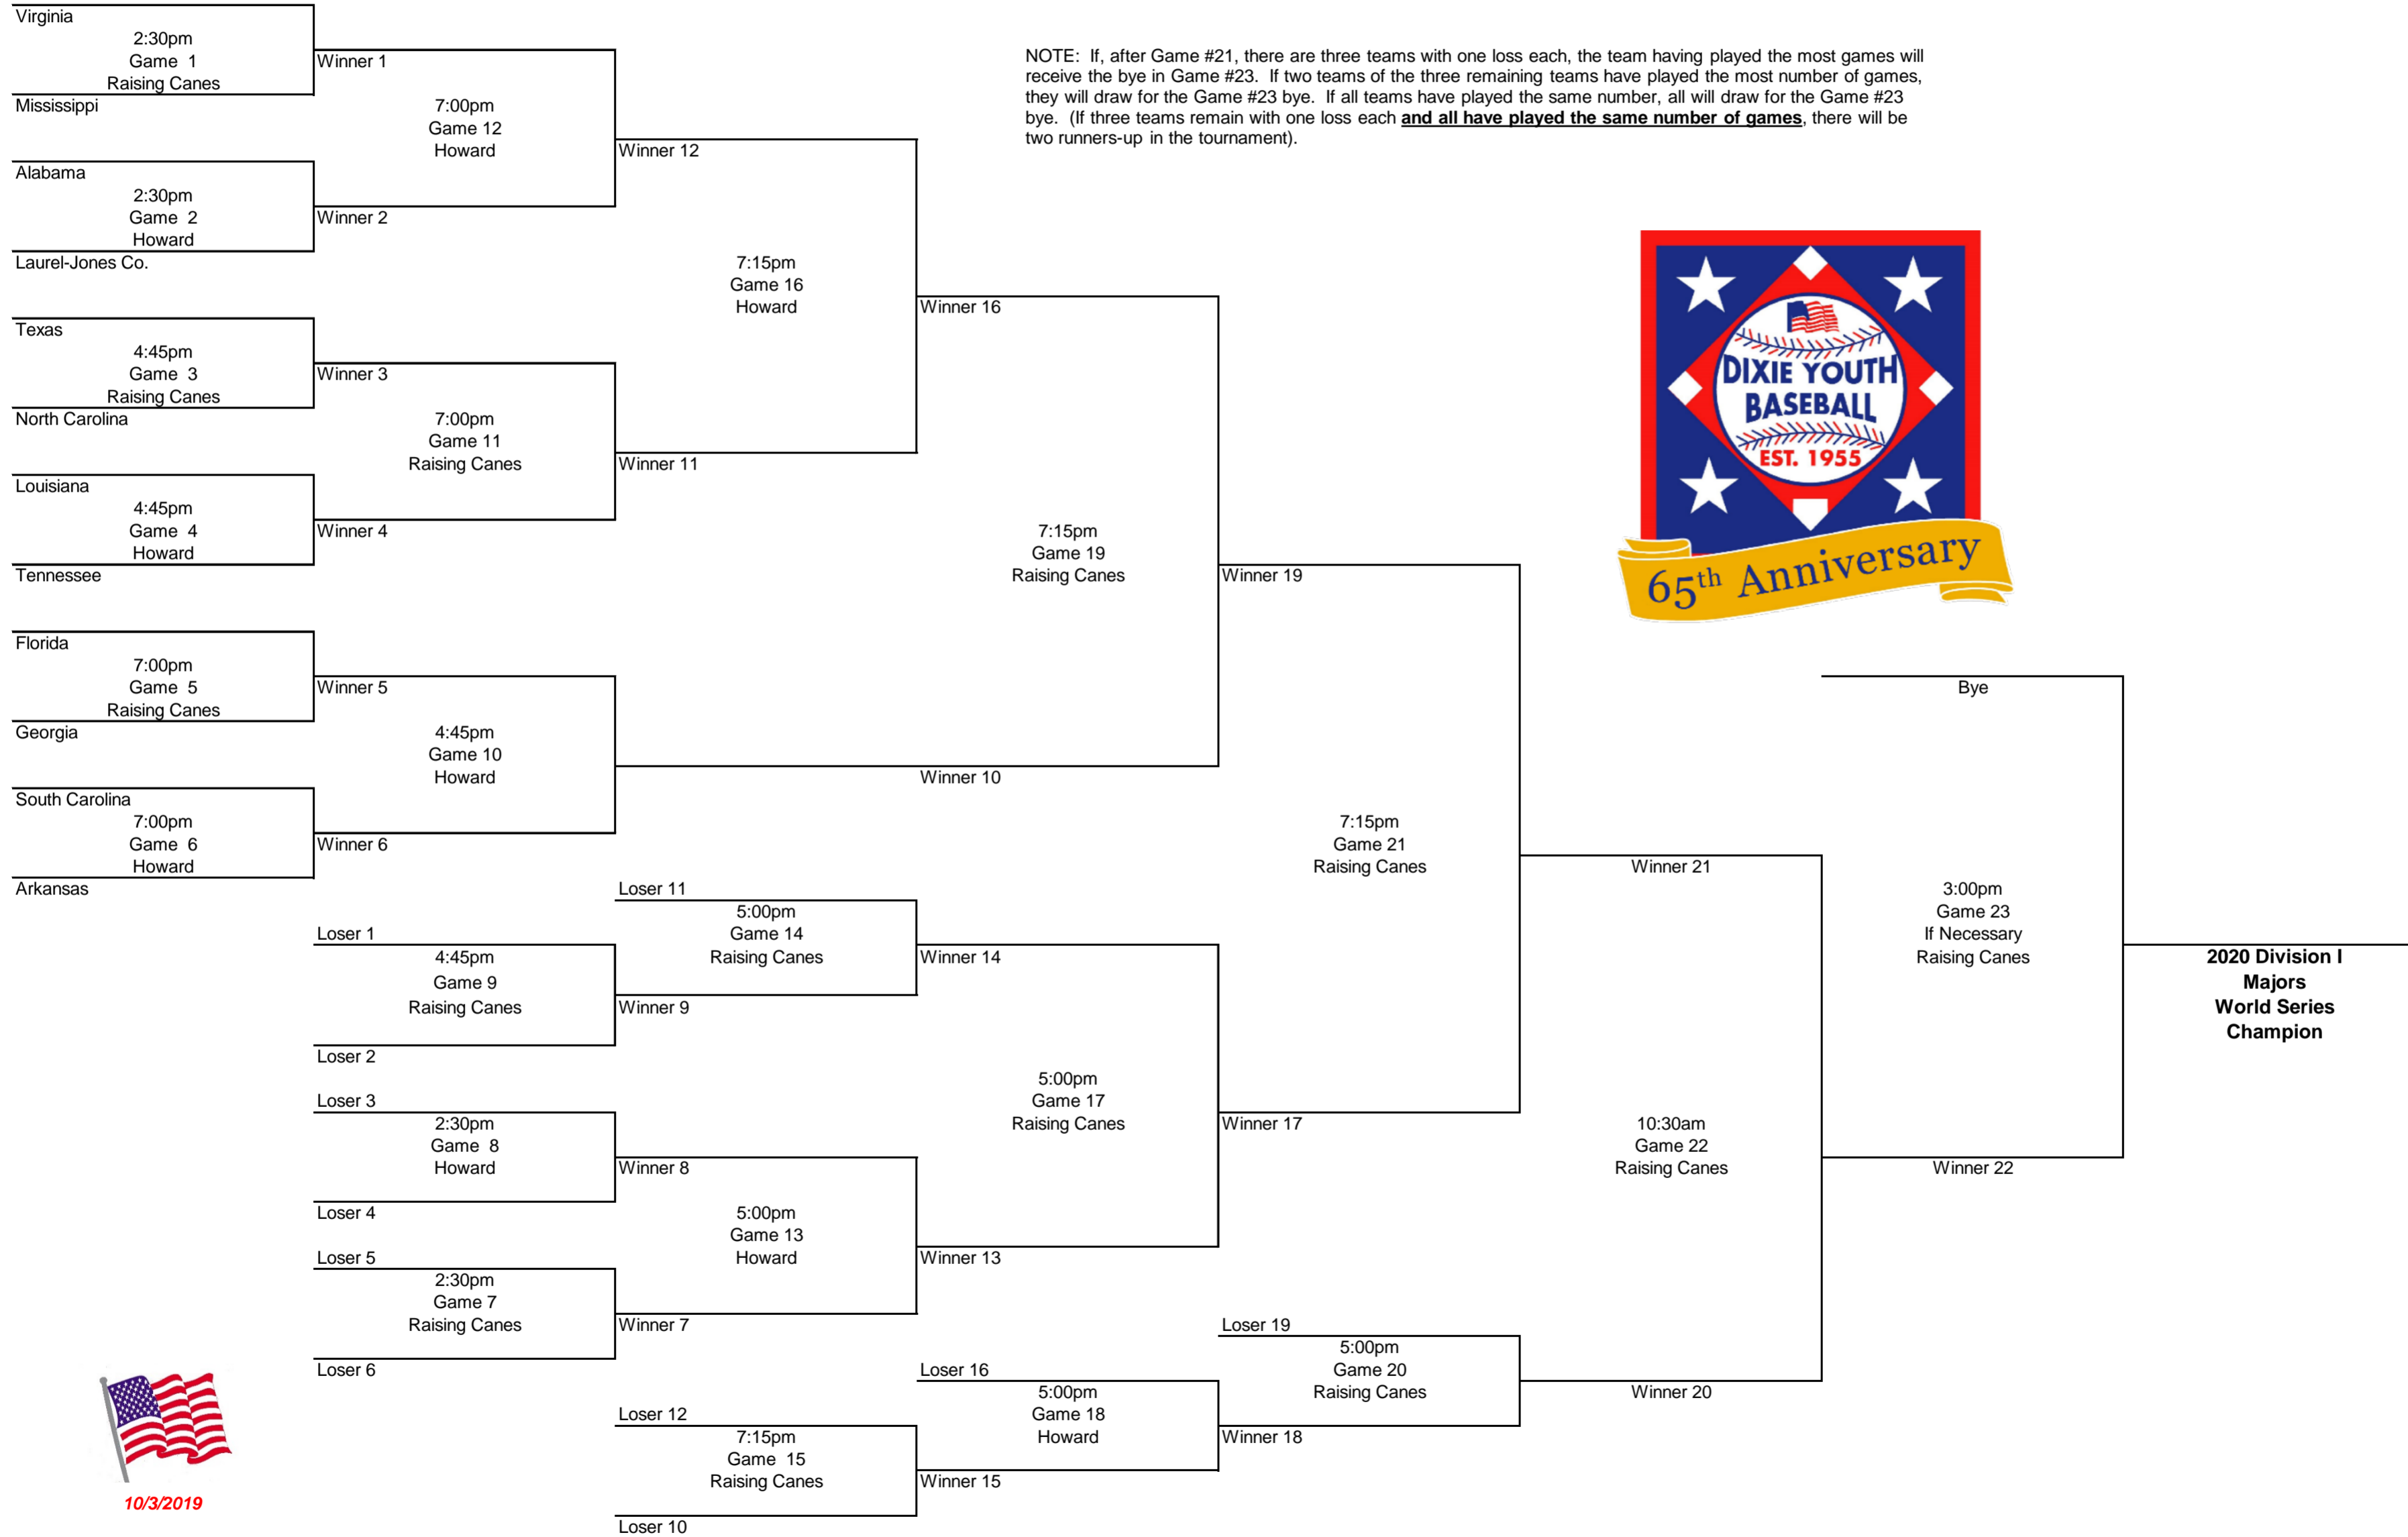 Virginia
2:30pm
Game 1
Raising Canes
Mississippi
Winner 1
7:00pm
Game 12
Howard
Alabama
2:30pm
Game 2
Howard
Laurel-Jones Co.
Winner 2
Winner 12
7:15pm
Game 16
Howard
Texas
4:45pm
Game 3
Raising Canes
North Carolina
Winner 3
7:00pm
Game 11
Raising Canes
Winner 11
Louisiana
4:45pm
Game 4
Howard
Tennessee
Winner 4
Winner 16
7:15pm
Game 19
Raising Canes
Winner 19
Florida
7:00pm
Game 5
Raising Canes
Georgia
Winner 5
4:45pm
Game 10
Howard
Winner 10
South Carolina
7:00pm
Game 6
Howard
Arkansas
Winner 6
NOTE: If, after Game #21, there are three teams with one loss each, the team having played the most games will
receive the bye in Game #23. If two teams of the three remaining teams have played the most number of games,
they will draw for the Game #23 bye. If all teams have played the same number, all will draw for the Game #23
bye. (If three teams remain with one loss each and all have played the same number of games, there will be
two runners-up in the tournament).
DIXIE YOUTH
BASEBALL
EST. 1955
65th Anniversary
Bye
7:15pm
Game 21
Raising Canes
Winner 21
3:00pm
Game 23
If Necessary
Raising Canes
2020 Division I
Majors
World Series
Champion
Loser 11
5:00pm
Game 14
Raising Canes
Winner 14
Loser 1
4:45pm
Game 9
Raising Canes
Winner 9
Loser 2
5:00pm
Game 17
Raising Canes
Winner 17
Loser 3
2:30pm
Game 8
Howard
Winner 8
Loser 4
5:00pm
Game 13
Howard
Winner 13
Loser 5
2:30pm
Game 7
Raising Canes
Winner 7
Loser 6
10:30am
Game 22
Raising Canes
Winner 22
Loser 19
5:00pm
Game 20
Raising Canes
Winner 20
Loser 16
5:00pm
Game 18
Howard
Winner 18
Loser 12
7:15pm
Game 15
Raising Canes
Winner 15
Loser 10
10/3/2019